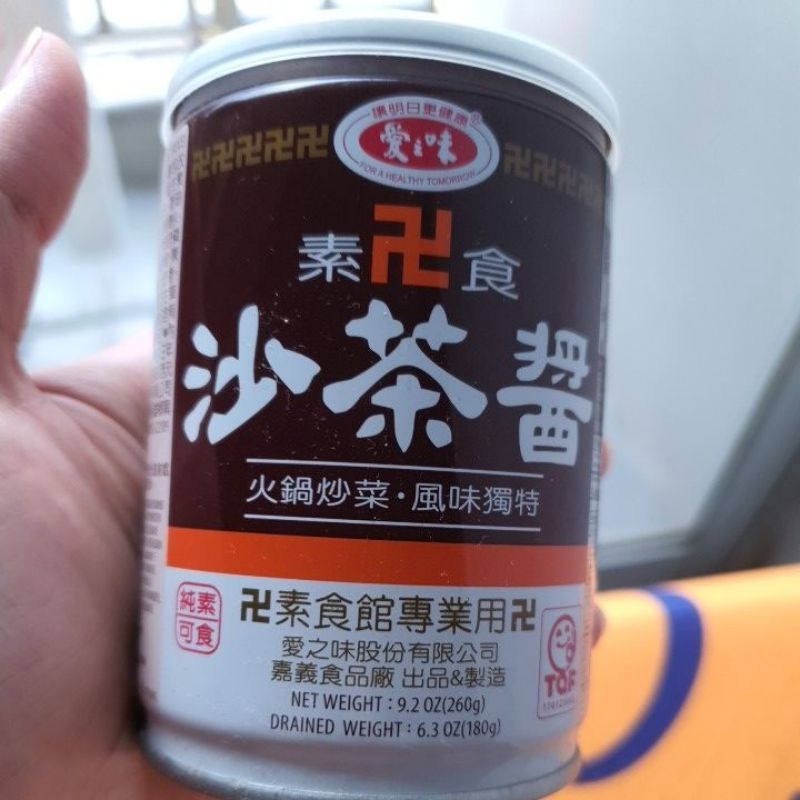 讓明日更健康
愛之味®
FOR A HEALTHY TOMORROW
卍卍卍卍卍 卍卍卍卍卍
素卍食
沙茶醬
火鍋炒菜·風味獨特
純素
可食
卍素食館專業用卍
愛之味股份有限公司
嘉義食品廠 出品&製造
NET WEIGHT：9.2 OZ(260g)
DRAINED WEIGHT：6.3 OZ(180g)
TQF